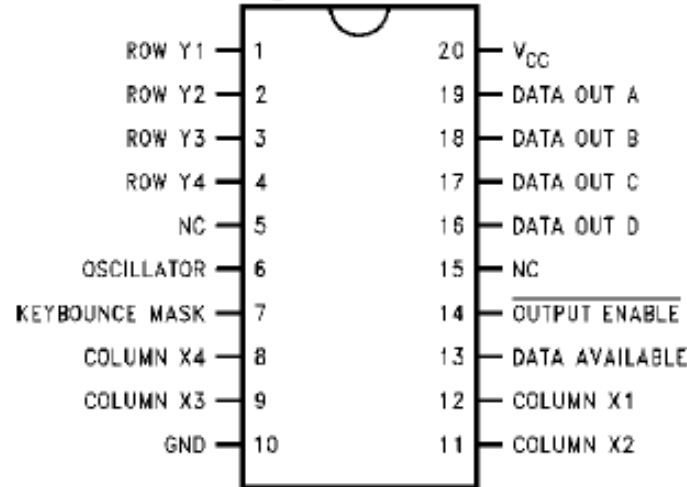 ROW Y1 1 20 VCC
ROW Y2 2 19 DATA OUT A
ROW Y3 3 18 DATA OUT B
ROW Y4 4 17 DATA OUT C
NC 5 16 DATA OUT D
OSCILLATOR 6 15 NC
KEYBOUNCE MASK 7 14 OUTPUT ENABLE
COLUMN X4 8 13 DATA AVAILABLE
COLUMN X3 9 12 COLUMN X1
GND 10 11 COLUMN X2